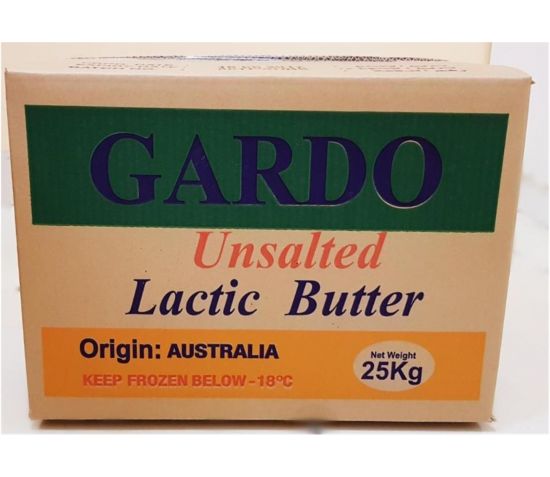 GARDO
Unsalted
Lactic Butter
Origin: AUSTRALIA
KEEP FROZEN BELOW -18ºC
Net Weight
25Kg